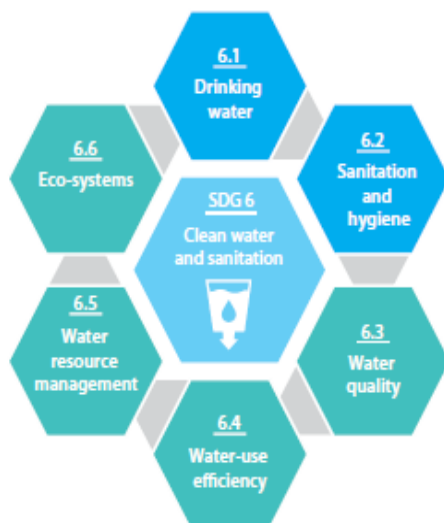 6.1
Drinking
water
6.2
Sanitation
and
hygiene
6.6
Eco-systems
SDG 6
Clean water
and sanitation
6.3
Water
quality
6.5
Water
resource
management
6.4
Water-use
efficiency